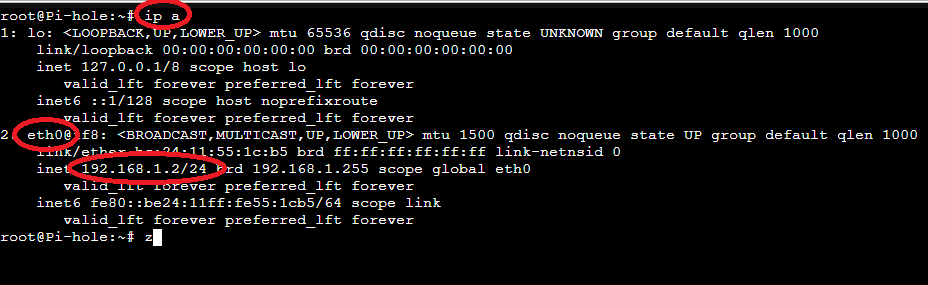 root@Pi-hole:~# ip a
1: lo: <LOOPBACK,UP,LOWER_UP> mtu 65536 qdisc noqueue state UNKNOWN group default qlen 1000
link/loopback 00:00:00:00:00:00 brd 00:00:00:00:00:00
inet 127.0.0.1/8 scope host lo
valid_lft forever preferred_lft forever
inet6 ::1/128 scope host noprefixroute
valid_lft forever preferred_lft forever
2: eth0@if8: <BROADCAST,MULTICAST,UP,LOWER_UP> mtu 1500 qdisc noqueue state UP group default qlen 1000
link/ether bc:24:11:55:1c:b5 brd ff:ff:ff:ff:ff:ff link-netnsid 0
inet 192.168.1.2/24 brd 192.168.1.255 scope global eth0
valid_lft forever preferred_lft forever
inet6 fe80::be24:11ff:fe55:1cb5/64 scope link
valid_lft forever preferred_lft forever
root@Pi-hole:~# z